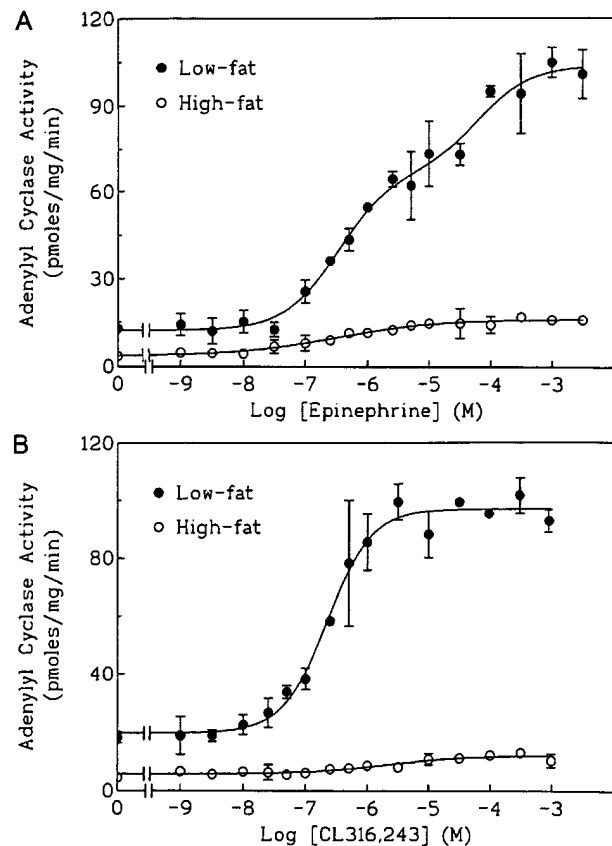 A
120
90
60
30
0
Adenylyl Cyclase Activity
(pmoles/mg/min)
Low-fat
High-fat
0 -9 -8 -7 -6 -5 -4 -3
Log [Epinephrine] (M)
B
120
80
40
0
Adenylyl Cyclase Activity
(pmoles/mg/min)
Low-fat
High-fat
0 -9 -8 -7 -6 -5 -4 -3
Log [CL316,243] (M)